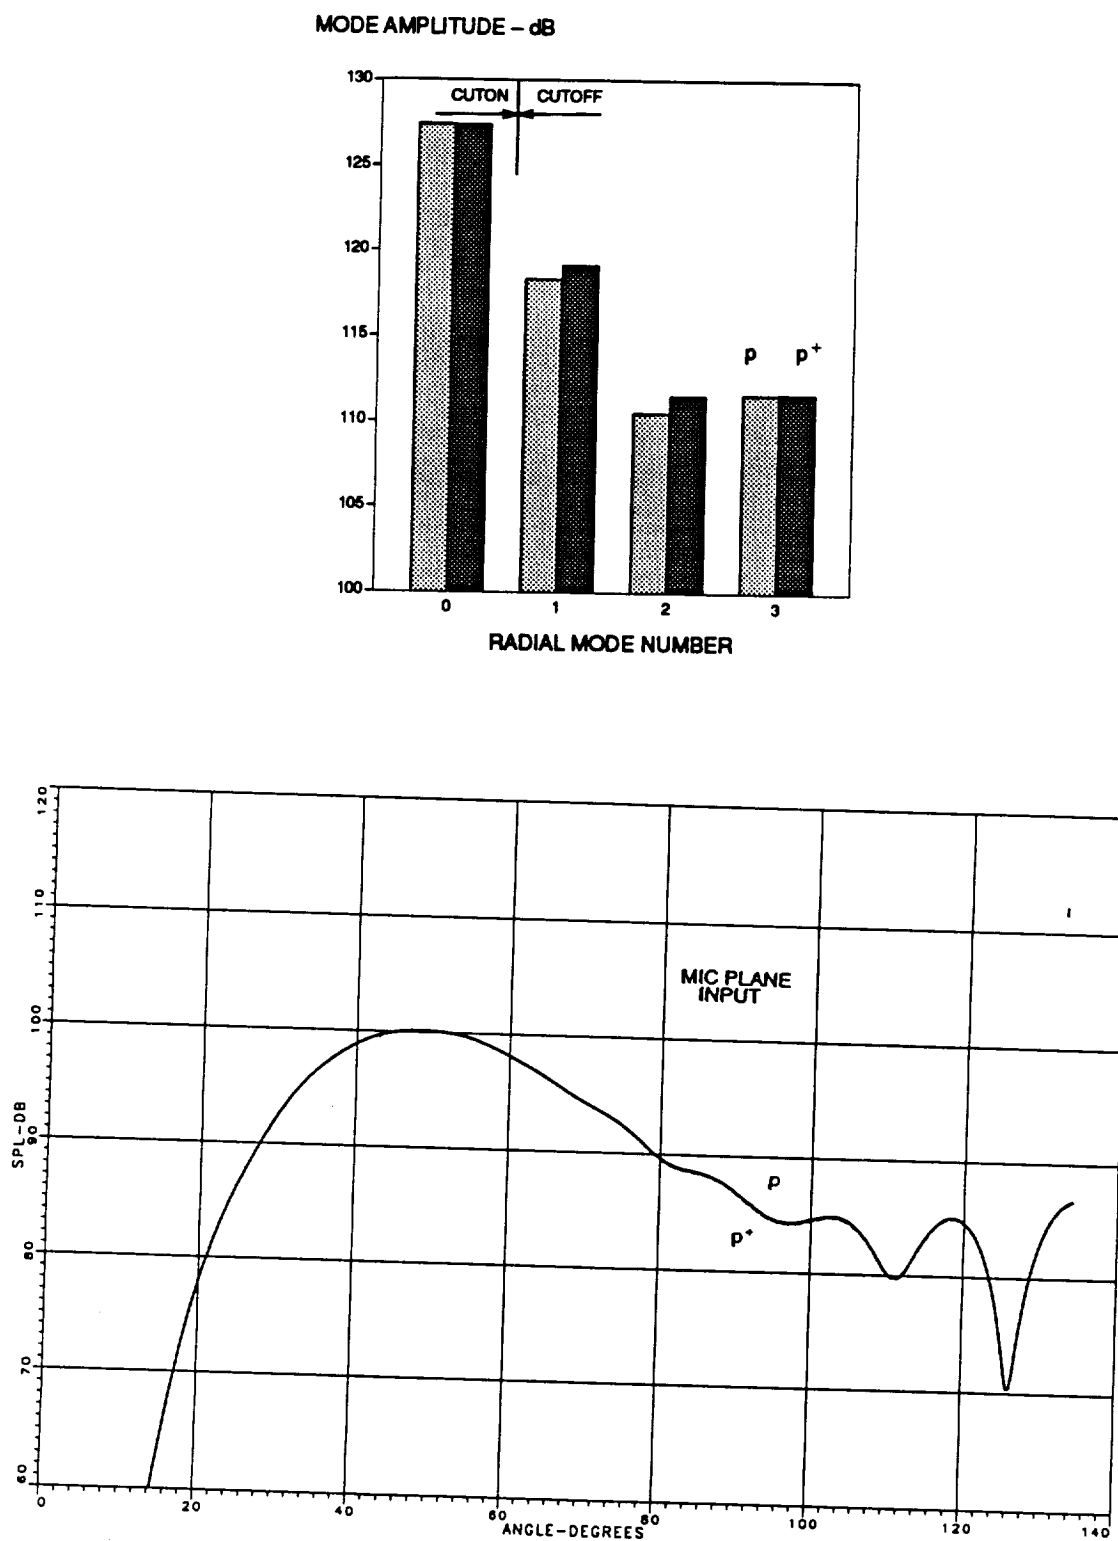 MODE AMPLITUDE – dB
130
CUTON CUTOFF
125
120
115
p p+
110
105
100
0 1 2 3
RADIAL MODE NUMBER
120
110
MIC PLANE
INPUT
100
SPL-DB
90
p
p+
80
70
60
0 20 40 60 80 100 120 140
ANGLE-DEGREES